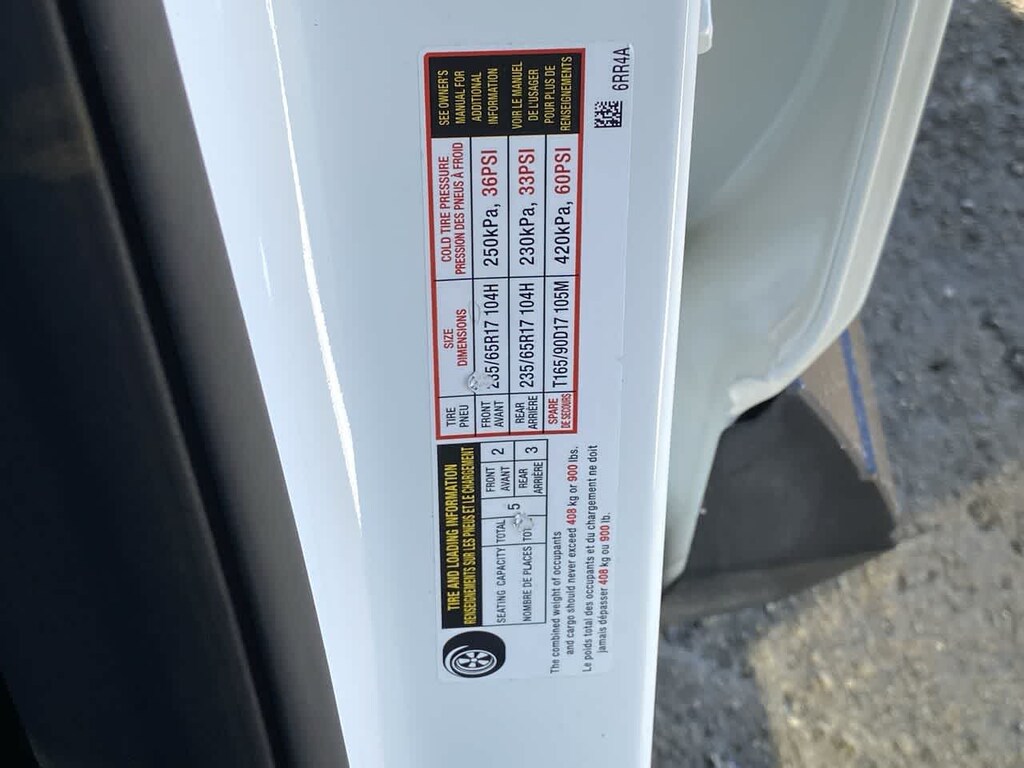 TIRE AND LOADING INFORMATION
RENSEIGNEMENTS SUR LES PNEUS ET LE CHARGEMENT
SEATING CAPACITY TOTAL 5 FRONT 2
AVANT
NOMBRE DE PLACES REAR 3
ARRIÈRE
The combined weight of occupants
and cargo should never exceed 408 kg or 900 lbs.
Le poids total des occupants et du chargement ne doit
jamais dépasser 408 kg ou 900 lb.
TIRE SIZE COLD TIRE PRESSURE
PNEU DIMENSIONS PRESSION DES PNEUS À FROID
FRONT 235/65R17 104H 250kPa, 36PSI
AVANT
REAR 235/65R17 104H 230kPa, 33PSI
ARRIÈRE
SPARE T165/90D17 105M 420kPa, 60PSI
DE SECOURS
SEE OWNER'S
MANUAL FOR
ADDITIONAL
INFORMATION
VOIR LE MANUEL
DE L'USAGER
POUR PLUS DE
RENSEIGNEMENTS
6RR4A